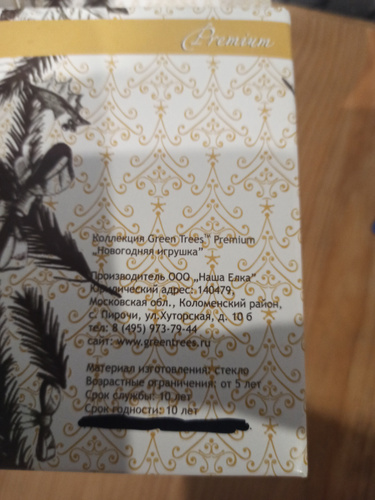 Premium
Коллекция Green Trees™ Premium
„Новогодняя игрушка”
Производитель ООО „Наша Елка”
Юридический адрес: 140479,
Московская обл., Коломенский район,
с. Пирочи, ул.Хуторская, д. 10 б
тел: 8 (495) 973-79-44
сайт: www.greentrees.ru
Материал изготовления: стекло
Возрастные ограничения: от 5 лет
Срок службы: 10 лет
Срок годности: 10 лет